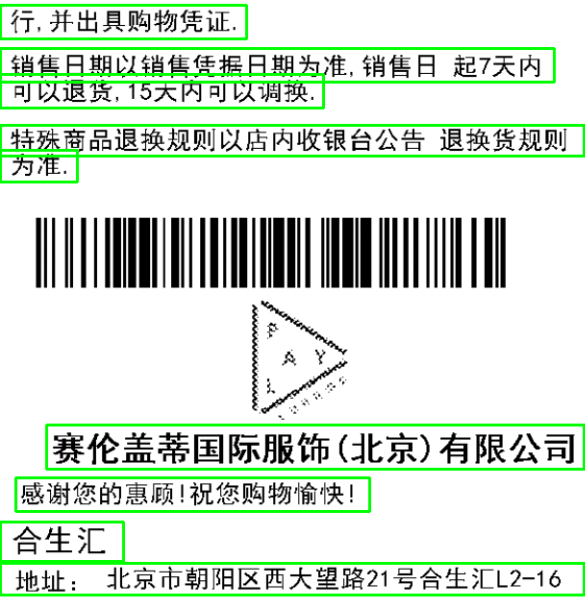 行,并出具购物凭证.
销售日期以销售凭据日期为准,销售日 起7天内
可以退货,15天内可以调换.
特殊商品退换规则以店内收银台公告 退换货规则
为准.
PLAY
赛伦盖蒂国际服饰(北京)有限公司
感谢您的惠顾!祝您购物愉快!
合生汇
地址: 北京市朝阳区西大望路21号合生汇L2-16